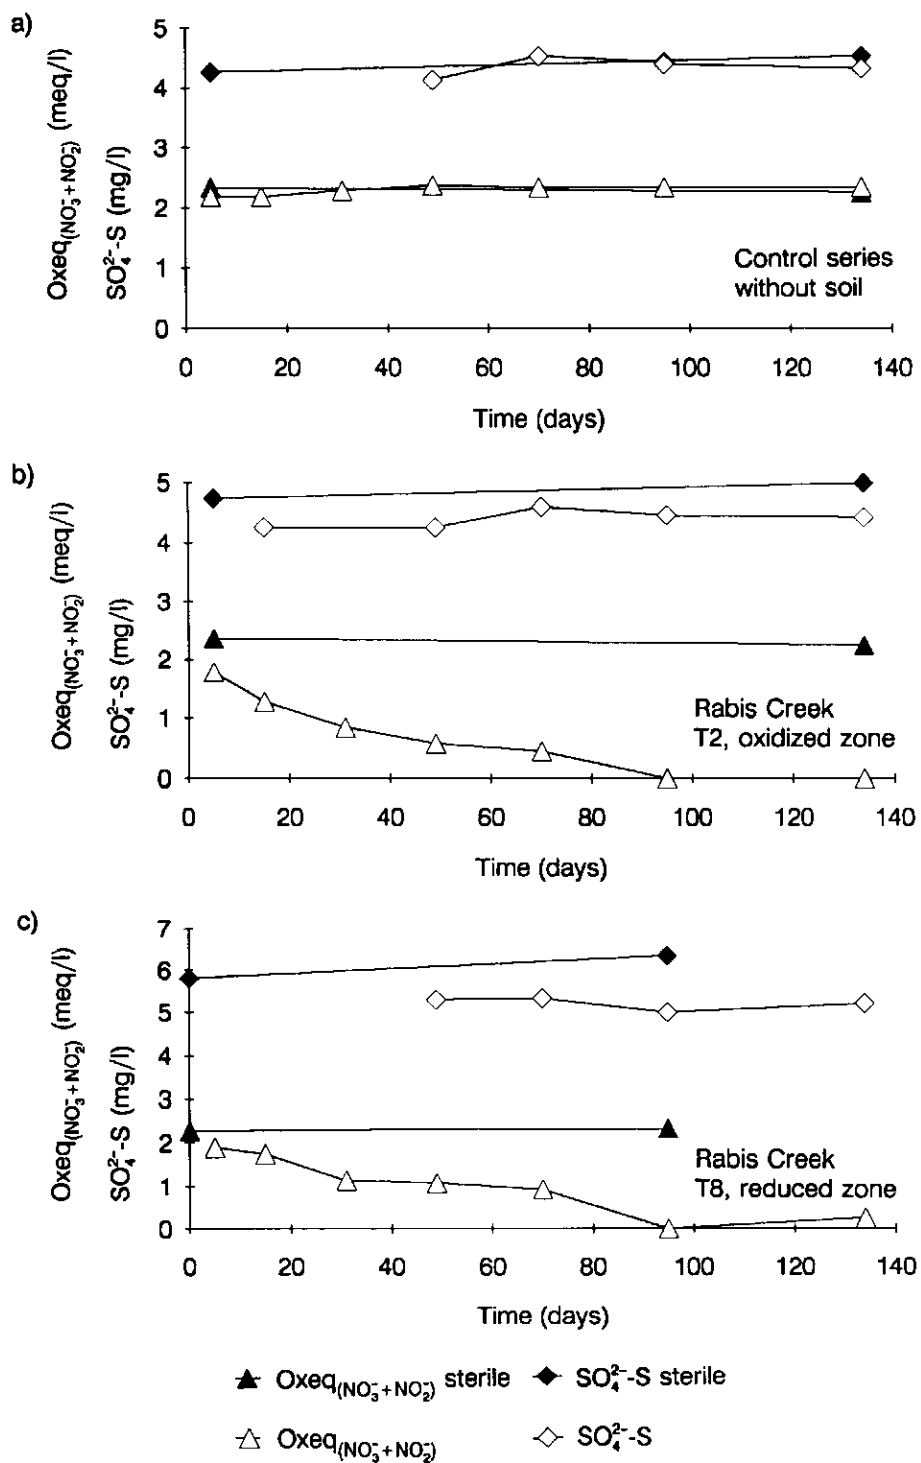 a)
Oxeq(NO₃⁻+NO₂⁻) (meq/l)
SO₄²⁻-S (mg/l)
5
4
3
2
1
0
Control series
without soil
0 20 40 60 80 100 120 140
Time (days)
b)
Oxeq(NO₃⁻+NO₂⁻) (meq/l)
SO₄²⁻-S (mg/l)
5
4
3
2
1
0
Rabis Creek
T2, oxidized zone
0 20 40 60 80 100 120 140
Time (days)
c)
Oxeq(NO₃⁻+NO₂⁻) (meq/l)
SO₄²⁻-S (mg/l)
7
6
5
4
3
2
1
0
Rabis Creek
T8, reduced zone
0 20 40 60 80 100 120 140
Time (days)
Oxeq(NO₃⁻+NO₂⁻) sterile
SO₄²⁻-S sterile
Oxeq(NO₃⁻+NO₂⁻)
SO₄²⁻-S